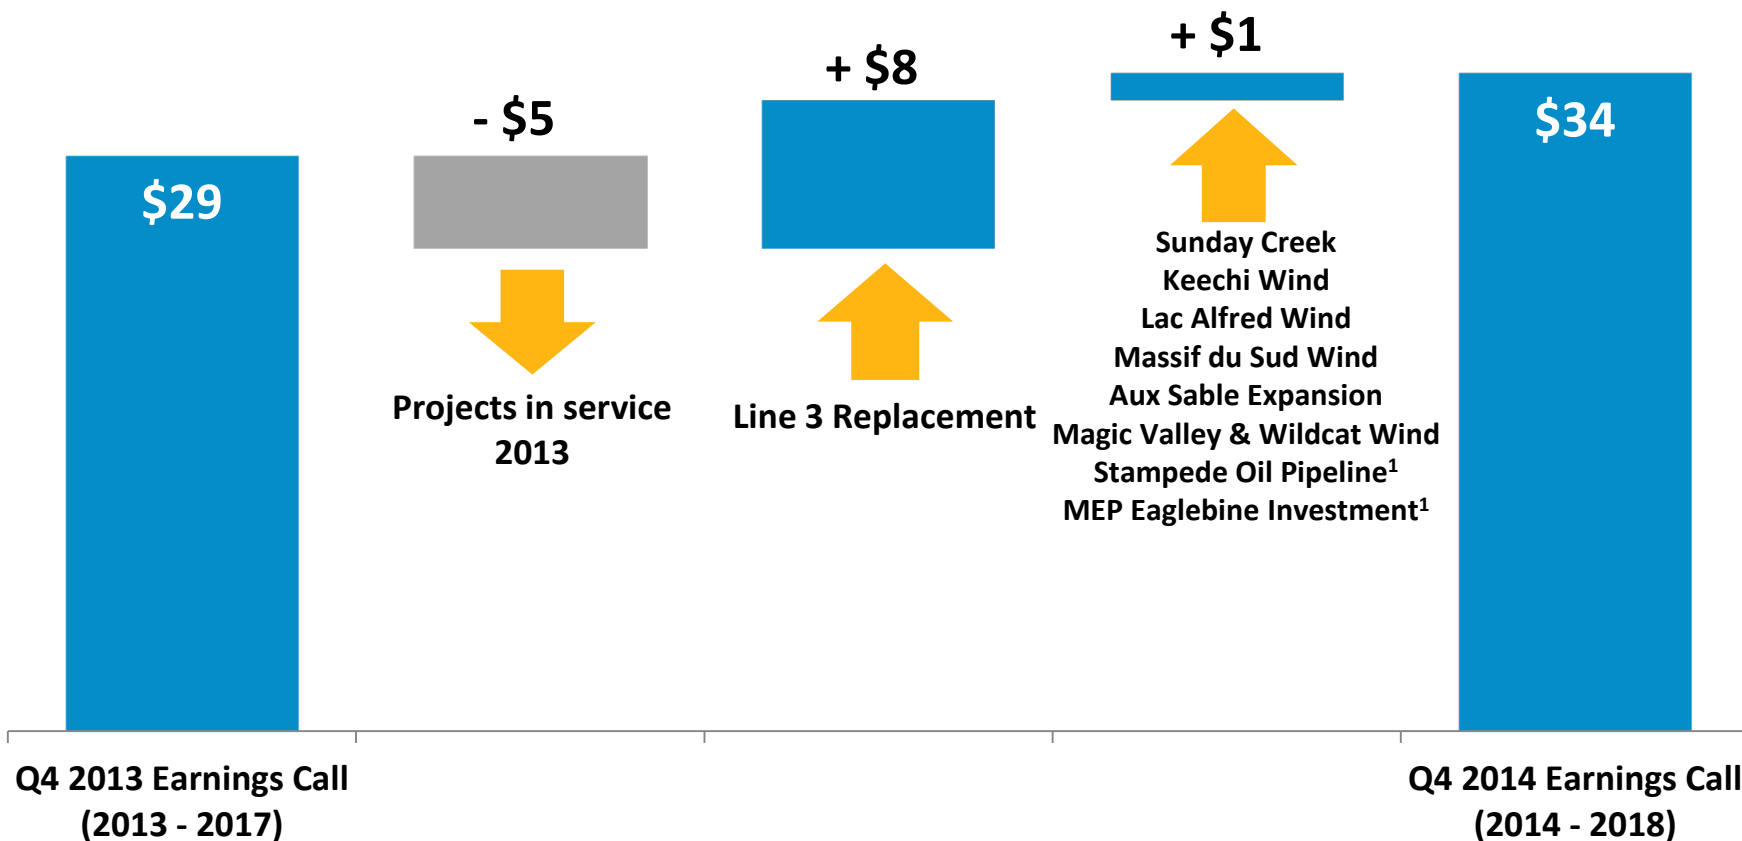 $29
- $5
Projects in service
2013
+ $8
Line 3 Replacement
+ $1
Sunday Creek
Keechi Wind
Lac Alfred Wind
Massif du Sud Wind
Aux Sable Expansion
Magic Valley & Wildcat Wind
Stampede Oil Pipeline¹
MEP Eaglebine Investment¹
$34
Q4 2013 Earnings Call
(2013 - 2017)
Q4 2014 Earnings Call
(2014 - 2018)